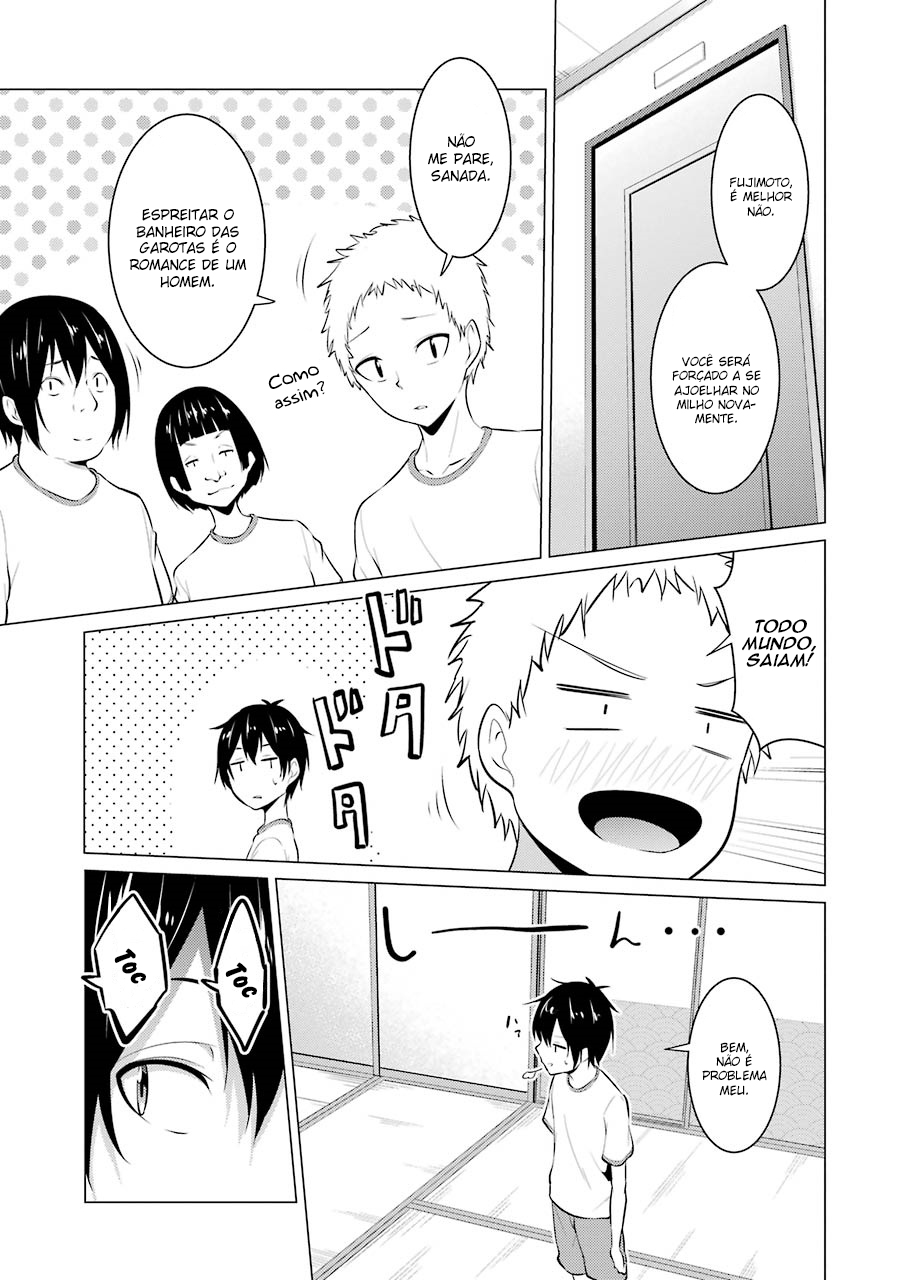 FUJIMOTO,
É MELHOR
NÃO.
VOCÊ SERÁ
FORÇADO A SE
AJOELHAR NO
MILHO NOVA-
MENTE.
NÃO
ME PARE,
SANADA.
ESPREITAR O
BANHEIRO DAS
GAROTAS É O
ROMANCE DE UM
HOMEM.
Como
assim?
TODO
MUNDO,
SAIAM!
ドタ
ドタ
しーーん・・・
BEM,
NÃO É
PROBLEMA
MEU.
TOC
TOC